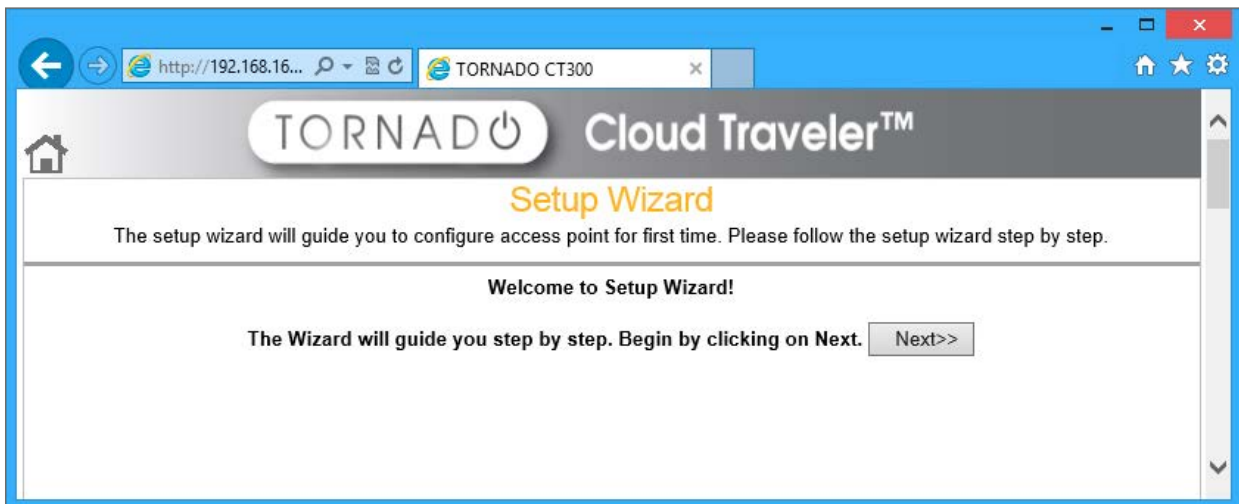 http://192.168.16...
TORNADO CT300
TORNADO Cloud Traveler™
Setup Wizard
The setup wizard will guide you to configure access point for first time. Please follow the setup wizard step by step.
Welcome to Setup Wizard!
The Wizard will guide you step by step. Begin by clicking on Next. Next>>